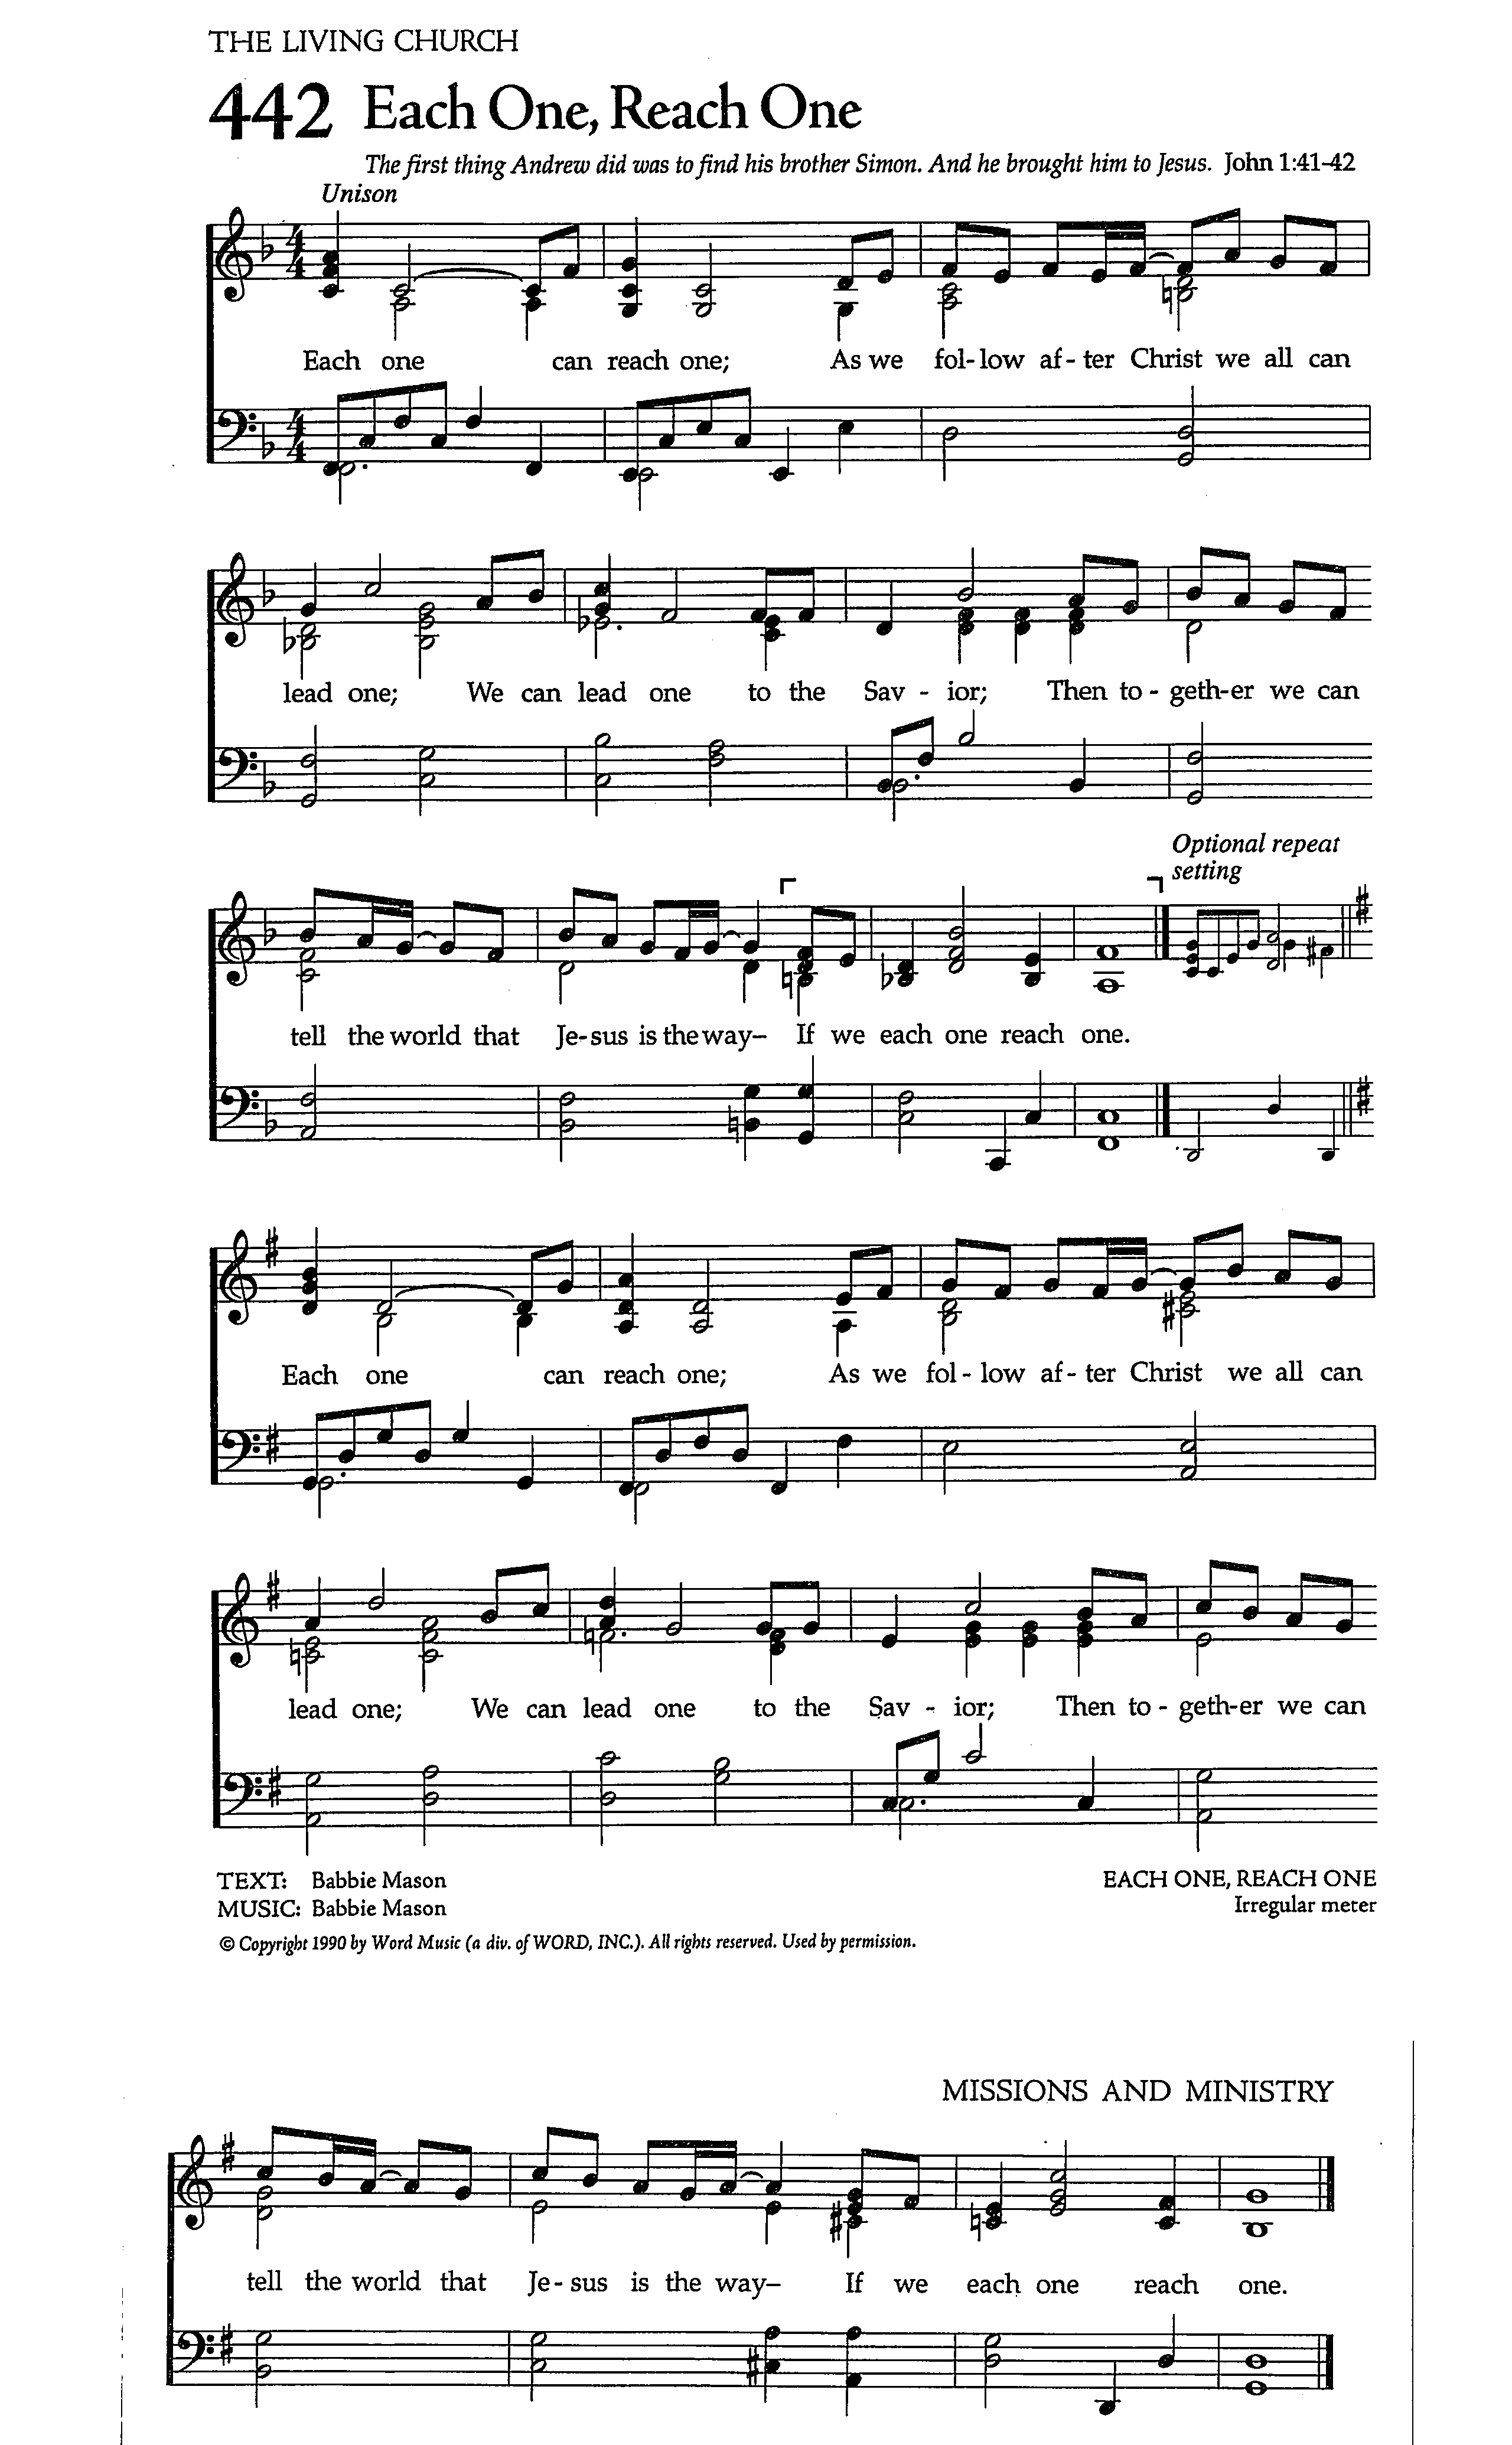 THE LIVING CHURCH
442 Each One, Reach One
The first thing Andrew did was to find his brother Simon. And he brought him to Jesus. John 1:41-42
Unison
Each one can reach one; As we fol-low af-ter Christ we all can
lead one; We can lead one to the Sav - ior; Then to - geth-er we can
Optional repeat
setting
tell the world that Je-sus is the way– If we each one reach one.
Each one can reach one; As we fol - low af - ter Christ we all can
lead one; We can lead one to the Sav - ior; Then to - geth-er we can
TEXT: Babbie Mason
MUSIC: Babbie Mason
EACH ONE, REACH ONE
Irregular meter
© Copyright 1990 by Word Music (a div. of WORD, INC.). All rights reserved. Used by permission.
MISSIONS AND MINISTRY
tell the world that Je - sus is the way– If we each one reach one.